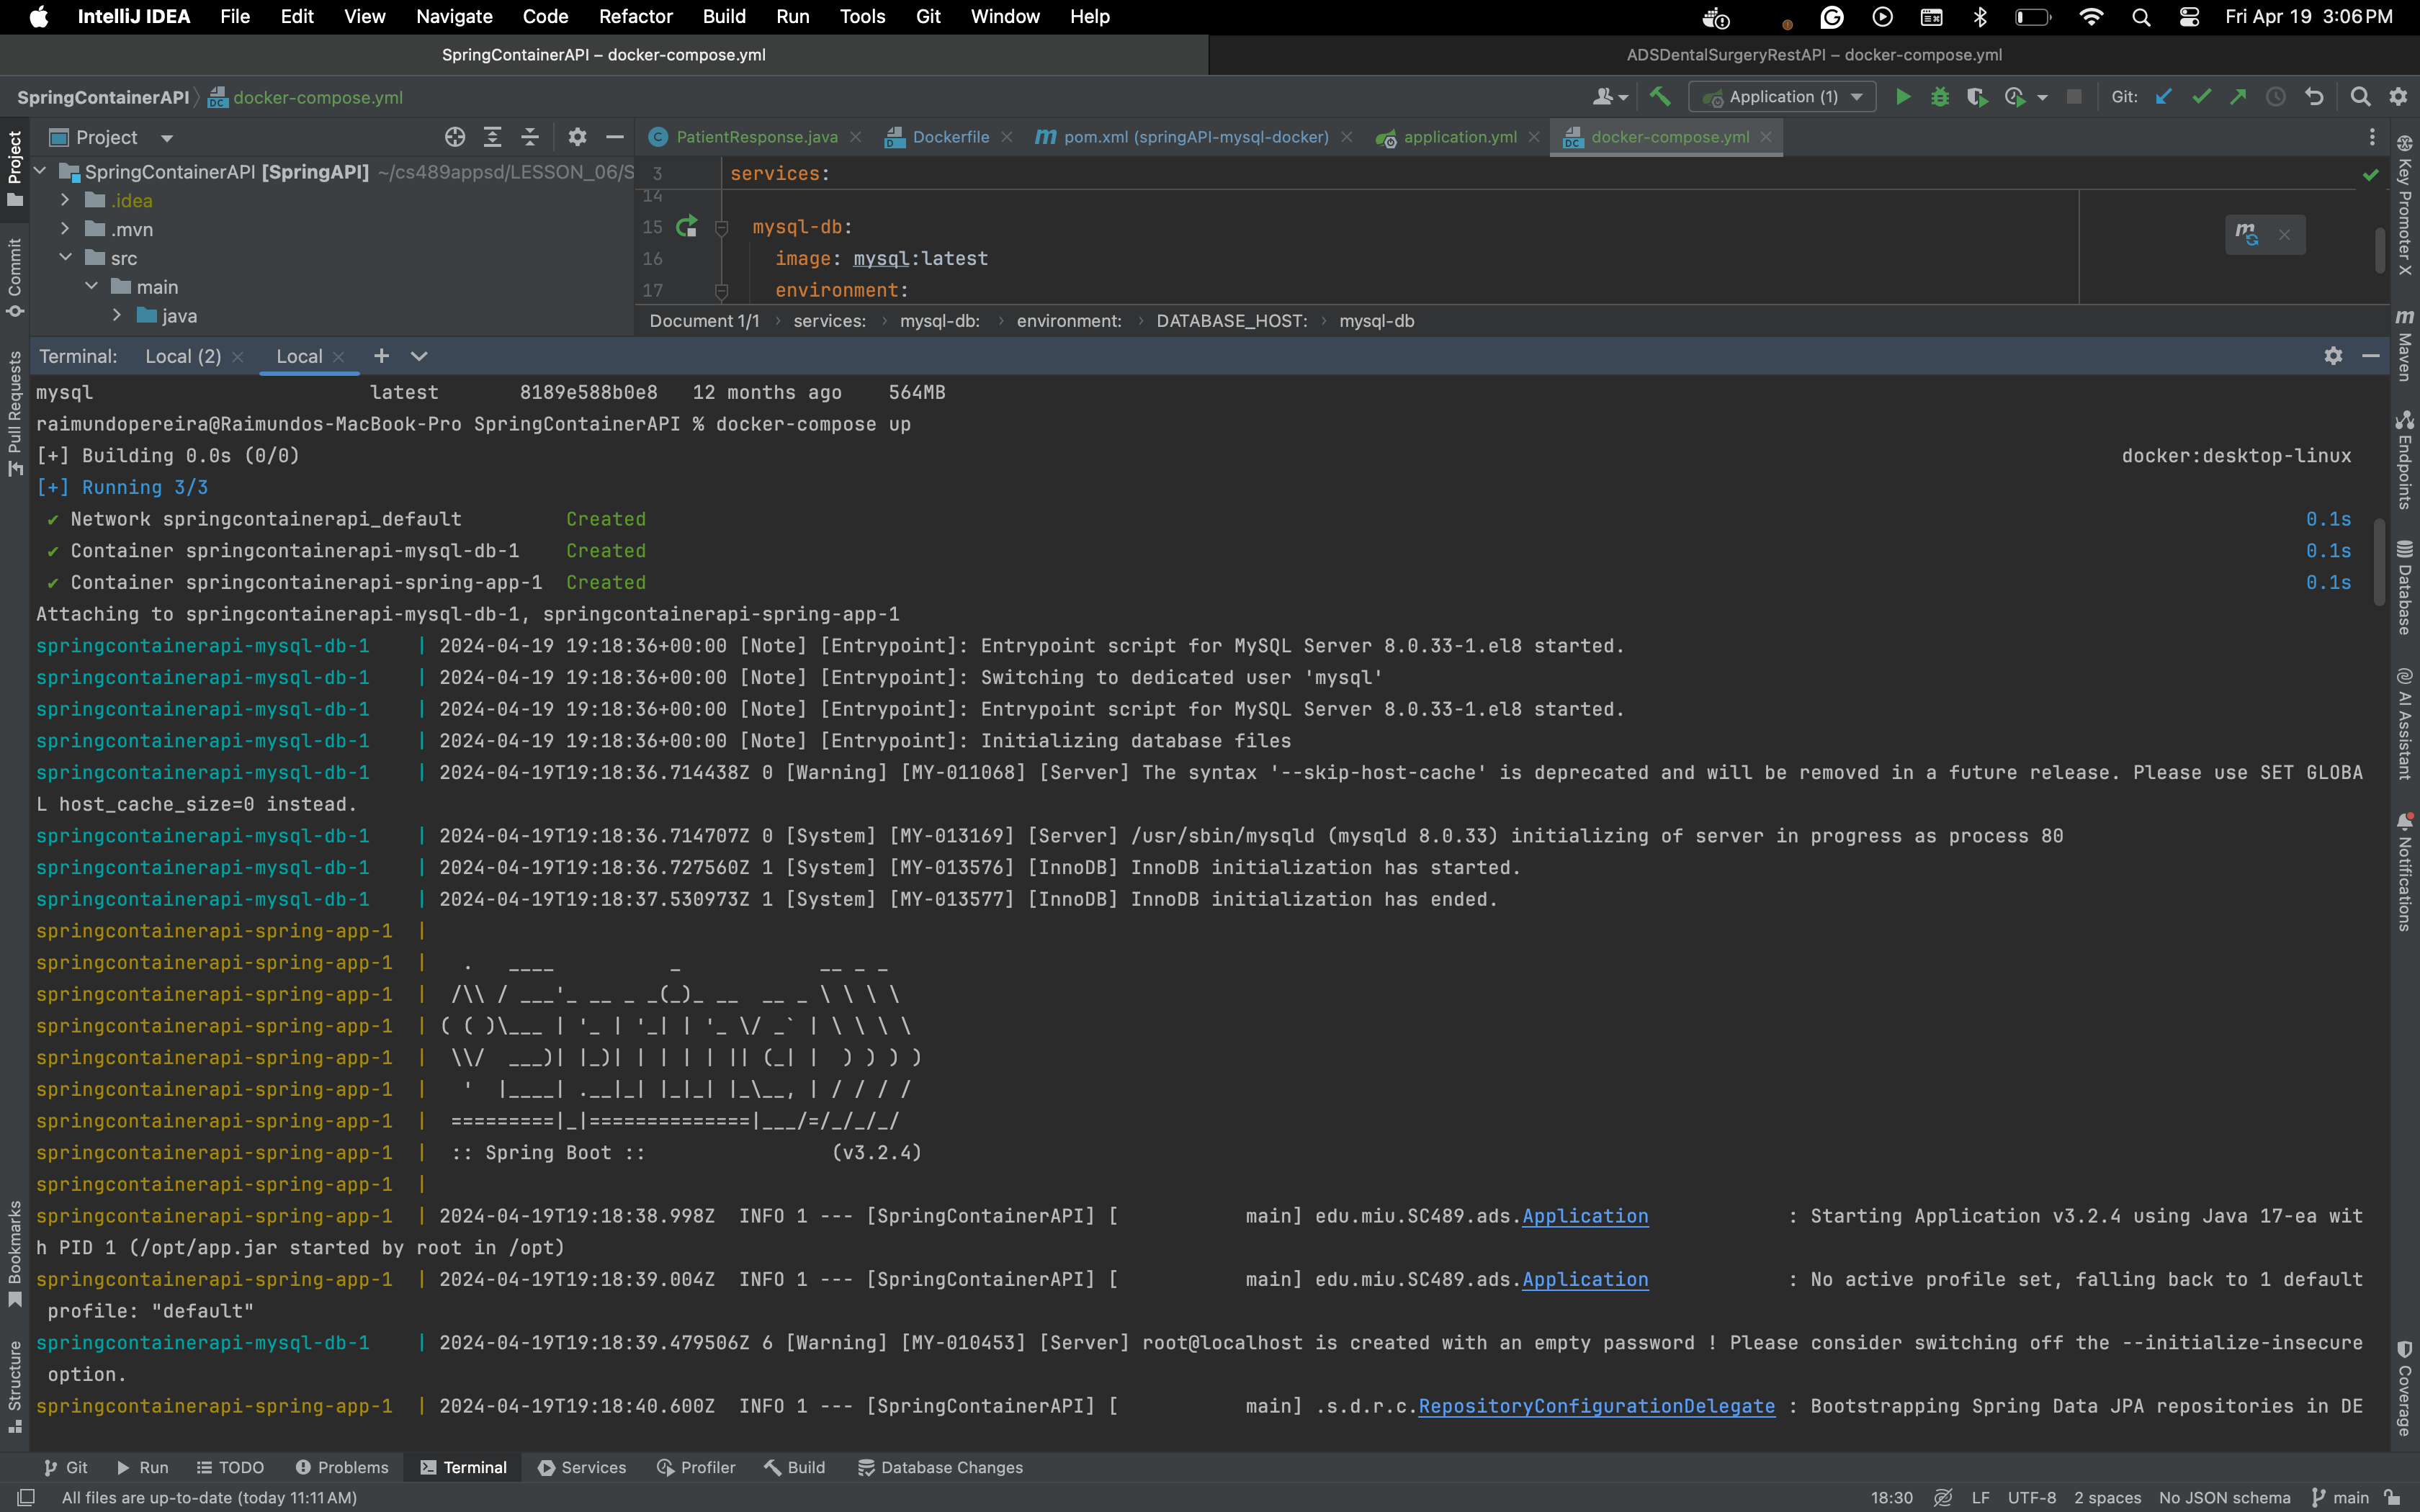 IntelliJ IDEA File Edit View Navigate Code Refactor Build Run Tools Git Window Help Fri Apr 19 3:06 PM
SpringContainerAPI – docker-compose.yml ADSDentalSurgeryRestAPI – docker-compose.yml
SpringContainerAPI docker-compose.yml Application (1) Git:
Project PatientResponse.java Dockerfile pom.xml (springAPI-mysql-docker) application.yml docker-compose.yml
SpringContainerAPI [SpringAPI] ~/cs489appsd/LESSON_06/S
.idea
.mvn
src
main
java
3 services:
14
15 mysql-db:
16 image: mysql:latest
17 environment:
Document 1/1 services: mysql-db: environment: DATABASE_HOST: mysql-db
Project
Commit
Pull Requests
Bookmarks
Structure
Key Promoter X
Maven
Endpoints
Database
AI Assistant
Notifications
Coverage
Terminal: Local (2) Local
mysql latest 8189e588b0e8 12 months ago 564MB
raimundopereira@Raimundos-MacBook-Pro SpringContainerAPI % docker-compose up
[+] Building 0.0s (0/0) docker:desktop-linux
[+] Running 3/3
✔ Network springcontainerapi_default Created 0.1s
✔ Container springcontainerapi-mysql-db-1 Created 0.1s
✔ Container springcontainerapi-spring-app-1 Created 0.1s
Attaching to springcontainerapi-mysql-db-1, springcontainerapi-spring-app-1
springcontainerapi-mysql-db-1 | 2024-04-19 19:18:36+00:00 [Note] [Entrypoint]: Entrypoint script for MySQL Server 8.0.33-1.el8 started.
springcontainerapi-mysql-db-1 | 2024-04-19 19:18:36+00:00 [Note] [Entrypoint]: Switching to dedicated user 'mysql'
springcontainerapi-mysql-db-1 | 2024-04-19 19:18:36+00:00 [Note] [Entrypoint]: Entrypoint script for MySQL Server 8.0.33-1.el8 started.
springcontainerapi-mysql-db-1 | 2024-04-19 19:18:36+00:00 [Note] [Entrypoint]: Initializing database files
springcontainerapi-mysql-db-1 | 2024-04-19T19:18:36.714438Z 0 [Warning] [MY-011068] [Server] The syntax '--skip-host-cache' is deprecated and will be removed in a future release. Please use SET GLOBA
L host_cache_size=0 instead.
springcontainerapi-mysql-db-1 | 2024-04-19T19:18:36.714707Z 0 [System] [MY-013169] [Server] /usr/sbin/mysqld (mysqld 8.0.33) initializing of server in progress as process 80
springcontainerapi-mysql-db-1 | 2024-04-19T19:18:36.727560Z 1 [System] [MY-013576] [InnoDB] InnoDB initialization has started.
springcontainerapi-mysql-db-1 | 2024-04-19T19:18:37.530973Z 1 [System] [MY-013577] [InnoDB] InnoDB initialization has ended.
springcontainerapi-spring-app-1 |
springcontainerapi-spring-app-1 |   .   ____          _            __ _ _
springcontainerapi-spring-app-1 |  /\\ / ___'_ __ _ _(_)_ __  __ _ \ \ \ \
springcontainerapi-spring-app-1 | ( ( )\___ | '_ | '_| | '_ \/ _` | \ \ \ \
springcontainerapi-spring-app-1 |  \\/  ___)| |_)| | | | | || (_| |  ) ) ) )
springcontainerapi-spring-app-1 |   '  |____| .__|_| |_|_| |_\__, | / / / /
springcontainerapi-spring-app-1 |  =========|_|==============|___/=/_/_/_/
springcontainerapi-spring-app-1 | :: Spring Boot :: (v3.2.4)
springcontainerapi-spring-app-1 |
springcontainerapi-spring-app-1 | 2024-04-19T19:18:38.998Z INFO 1 --- [SpringContainerAPI] [ main] edu.miu.SC489.ads.Application : Starting Application v3.2.4 using Java 17-ea wit
h PID 1 (/opt/app.jar started by root in /opt)
springcontainerapi-spring-app-1 | 2024-04-19T19:18:39.004Z INFO 1 --- [SpringContainerAPI] [ main] edu.miu.SC489.ads.Application : No active profile set, falling back to 1 default
profile: "default"
springcontainerapi-mysql-db-1 | 2024-04-19T19:18:39.479506Z 6 [Warning] [MY-010453] [Server] root@localhost is created with an empty password ! Please consider switching off the --initialize-insecure
option.
springcontainerapi-spring-app-1 | 2024-04-19T19:18:40.600Z INFO 1 --- [SpringContainerAPI] [ main] .s.d.r.c.RepositoryConfigurationDelegate : Bootstrapping Spring Data JPA repositories in DE
Git Run TODO Problems Terminal Services Profiler Build Database Changes
All files are up-to-date (today 11:11 AM) 18:30 LF UTF-8 2 spaces No JSON schema main